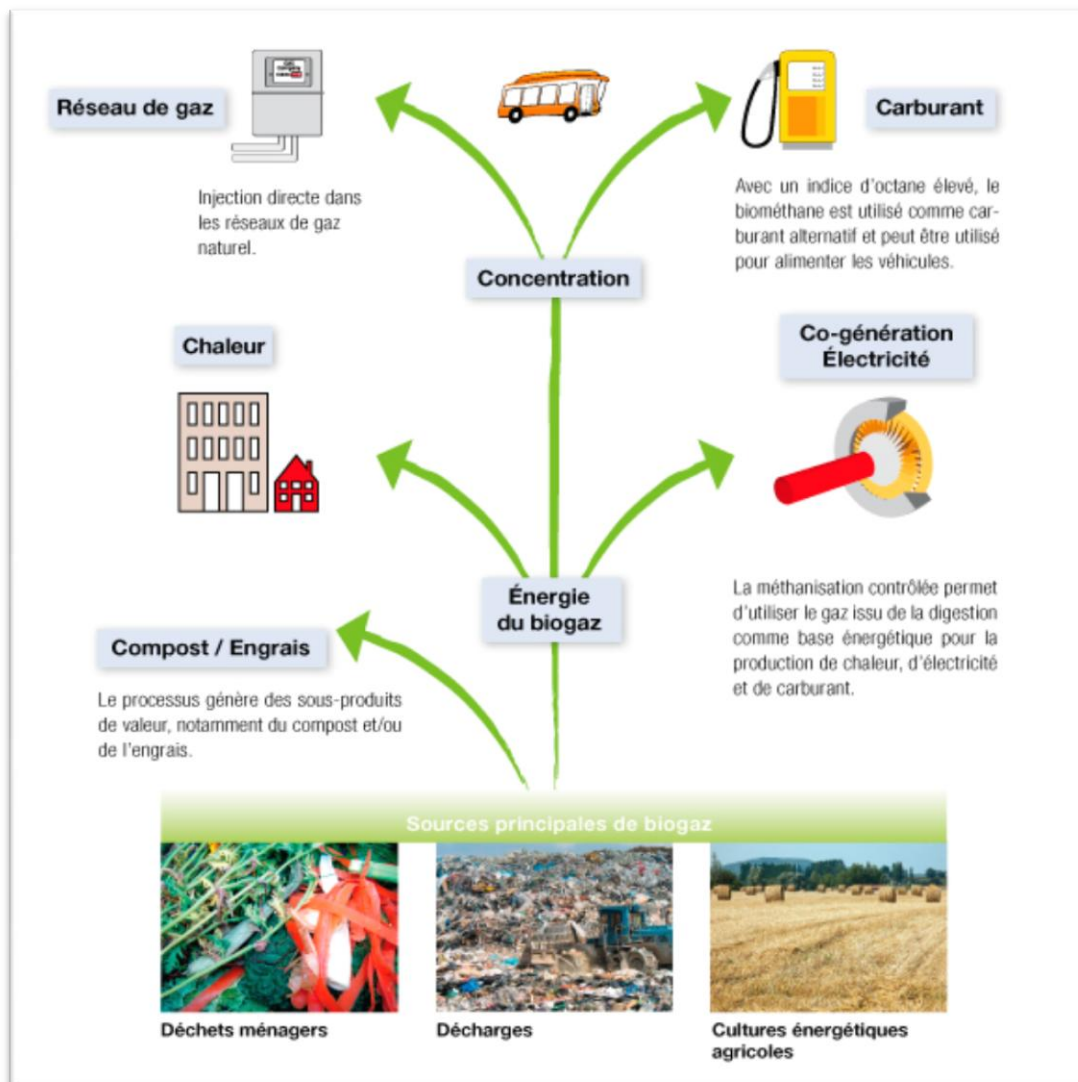 Réseau de gaz
Injection directe dans
les réseaux de gaz
naturel.
Carburant
Avec un indice d'octane élevé, le
biométhane est utilisé comme car-
burant alternatif et peut être utilisé
pour alimenter les véhicules.
Concentration
Chaleur
Co-génération
Électricité
La méthanisation contrôlée permet
d'utiliser le gaz issu de la digestion
comme base énergétique pour la
production de chaleur, d'électricité
et de carburant.
Énergie
du biogaz
Compost / Engrais
Le processus génère des sous-produits
de valeur, notamment du compost et/ou
de l'engrais.
Sources principales de biogaz
Déchets ménagers
Décharges
Cultures énergétiques
agricoles